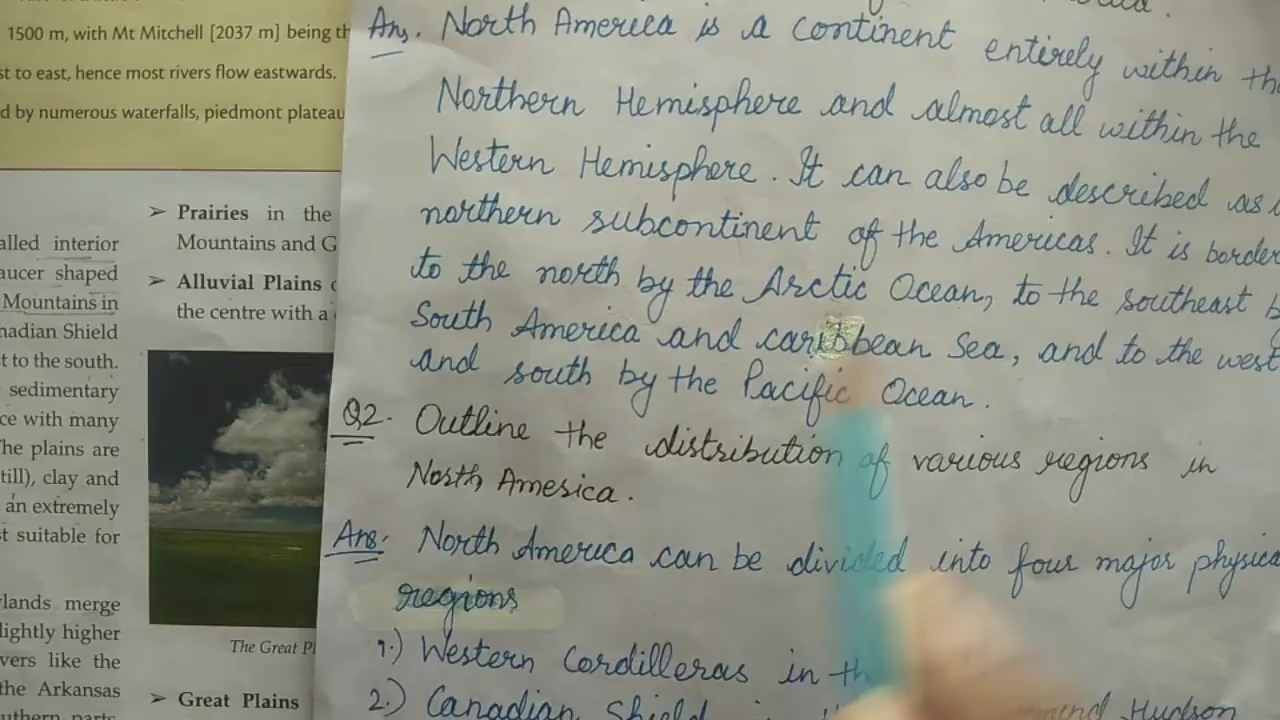 1500 m, with Mt Mitchell [2037 m] being th
st to east, hence most rivers flow eastwards.
d by numerous waterfalls, piedmont plateau
alled interior
aucer shaped
Mountains in
nadian Shield
t to the south.
sedimentary
ce with many
he plains are
till), clay and
an extremely
t suitable for
lands merge
lightly higher
vers like the
the Arkansas
➢ Prairies in the
Mountains and G
➢ Alluvial Plains
the centre with a
The Great Pl
➢ Great Plains
Ans. North America is a continent entirely within the
Northern Hemisphere and almost all within the
Western Hemisphere. It can also be described as
northern subcontinent of the Americas. It is border
to the north by the Arctic Ocean, to the southeast b
South America and caribbean Sea, and to the west
and south by the Pacific Ocean.
Q2. Outline the distribution of various regions in
North America.
Ans. North America can be divided into four major physica
regions
1.) Western Cordilleras in th
2.) Canadian Shield Hudson